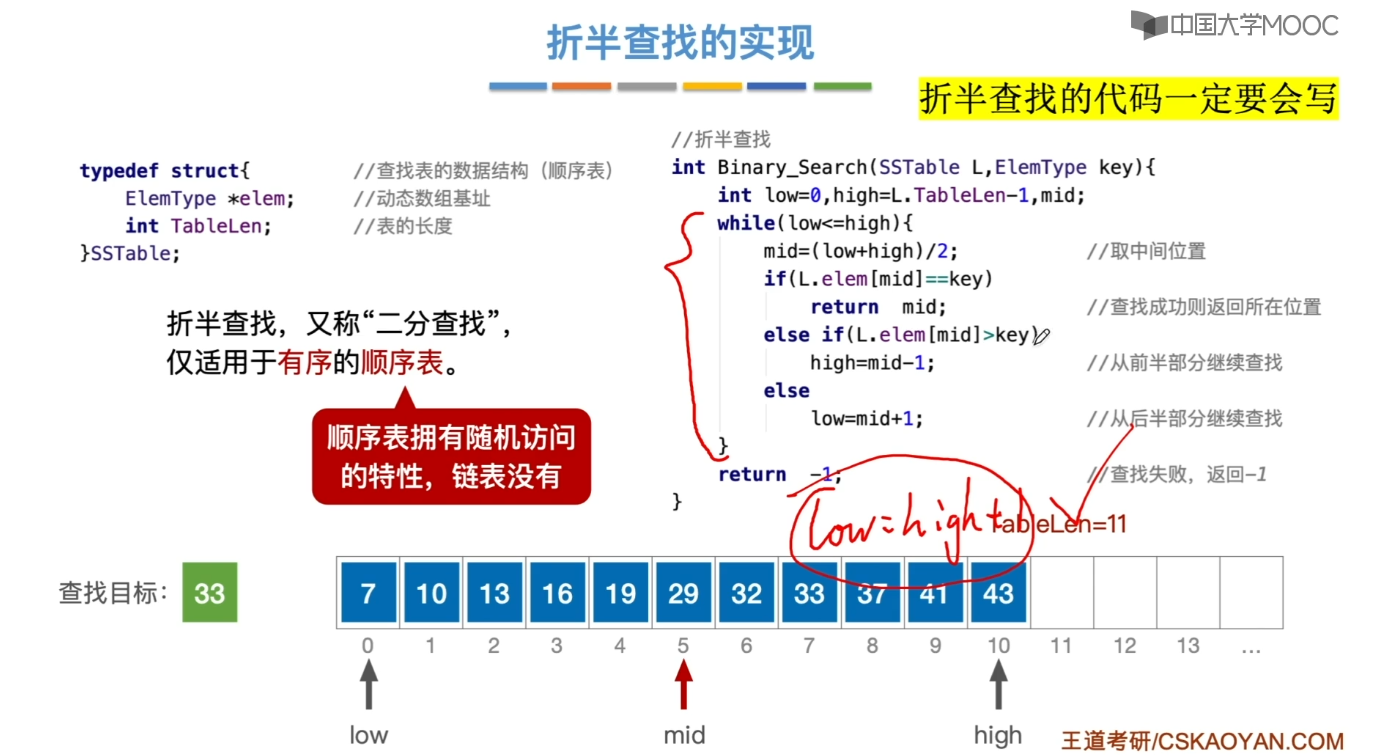 中国大学MOOC
折半查找的实现
折半查找的代码一定要会写
typedef struct{ //查找表的数据结构（顺序表）
ElemType *elem; //动态数组基址
int TableLen; //表的长度
}SSTable;
折半查找，又称“二分查找”，
仅适用于有序的顺序表。
顺序表拥有随机访问
的特性，链表没有
//折半查找
int Binary_Search(SSTable L,ElemType key){
int low=0,high=L.TableLen-1,mid;
while(low<=high){
mid=(low+high)/2; //取中间位置
if(L.elem[mid]==key)
return mid; //查找成功则返回所在位置
else if(L.elem[mid]>key)
high=mid-1; //从前半部分继续查找
else
low=mid+1; //从后半部分继续查找
}
return -1; //查找失败，返回-1
}
low=high
TableLen=11
查找目标： 33
7 10 13 16 19 29 32 33 37 41 43
0 1 2 3 4 5 6 7 8 9 10 11 12 13 ...
low mid high
王道考研/CSKAOYAN.COM